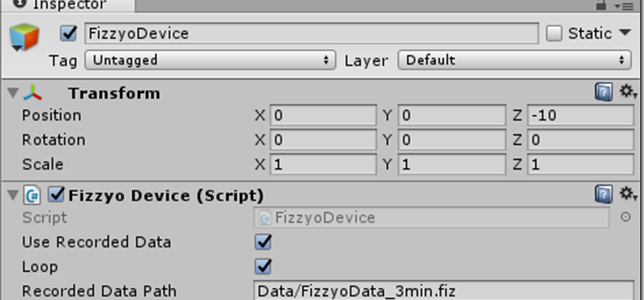 Inspector
FizzyoDevice Static
Tag Untagged Layer Default
Transform
Position X 0 Y 0 Z -10
Rotation X 0 Y 0 Z 0
Scale X 1 Y 1 Z 1
Fizzyo Device (Script)
Script FizzyoDevice
Use Recorded Data
Loop
Recorded Data Path Data/FizzyoData_3min.fiz